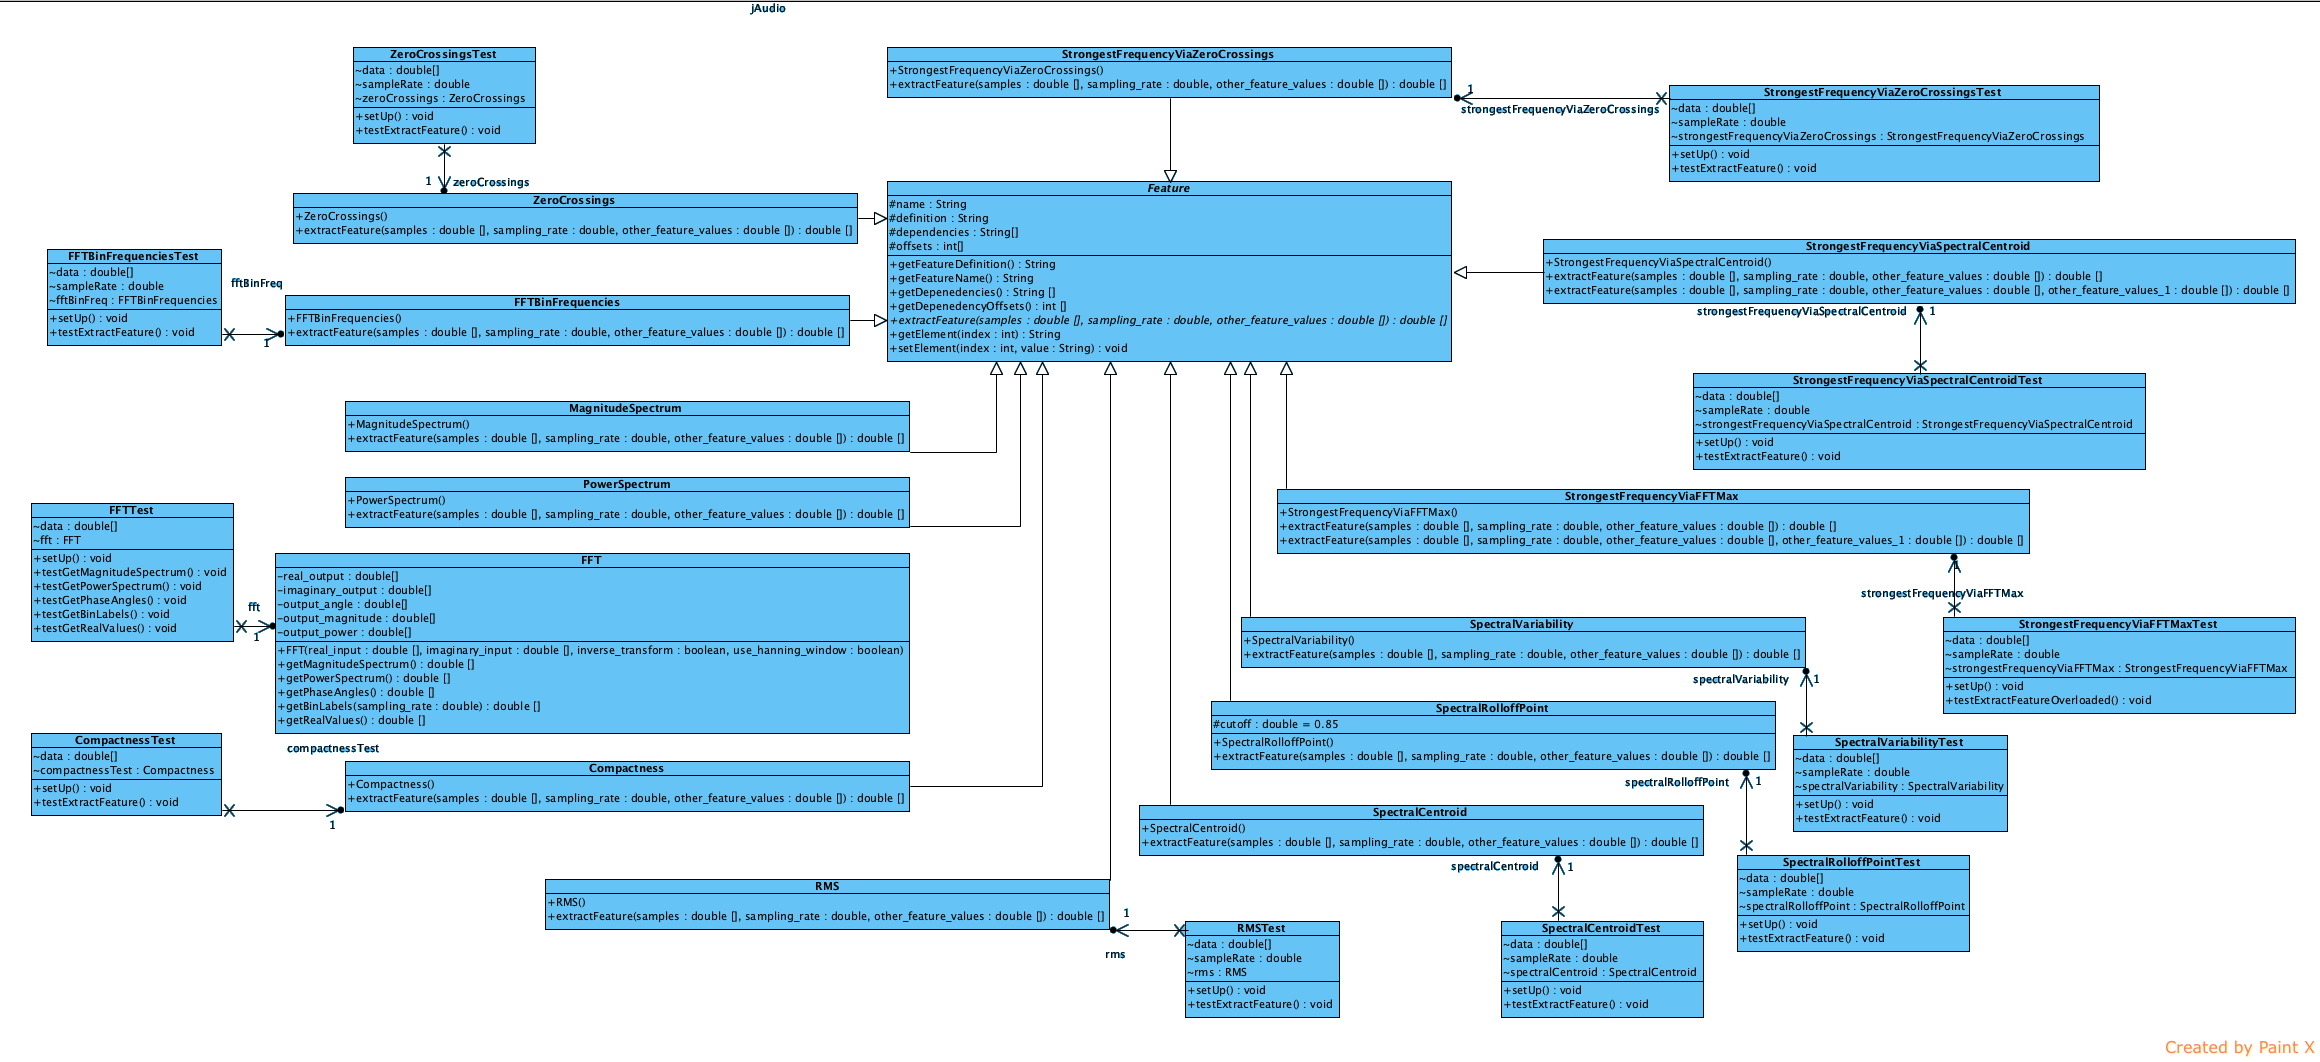 jAudio
ZeroCrossingsTest
~data : double[]
~sampleRate : double
~zeroCrossings : ZeroCrossings
+setUp() : void
+testExtractFeature() : void
1
zeroCrossings
ZeroCrossings
+ZeroCrossings()
+extractFeature(samples : double [], sampling_rate : double, other_feature_values : double []) : double []
StrongestFrequencyViaZeroCrossings
+StrongestFrequencyViaZeroCrossings()
+extractFeature(samples : double [], sampling_rate : double, other_feature_values : double []) : double []
1
strongestFrequencyViaZeroCrossings
StrongestFrequencyViaZeroCrossingsTest
~data : double[]
~sampleRate : double
~strongestFrequencyViaZeroCrossings : StrongestFrequencyViaZeroCrossings
+setUp() : void
+testExtractFeature() : void
Feature
#name : String
#definition : String
#dependencies : String[]
#offsets : int[]
+getFeatureDefinition() : String
+getFeatureName() : String
+getDepenedencies() : String []
+getDepenedencyOffsets() : int []
+extractFeature(samples : double [], sampling_rate : double, other_feature_values : double []) : double []
+getElement(index : int) : String
+setElement(index : int, value : String) : void
FFTBinFrequenciesTest
~data : double[]
~sampleRate : double
~fftBinFreq : FFTBinFrequencies
+setUp() : void
+testExtractFeature() : void
fftBinFreq
1
FFTBinFrequencies
+FFTBinFrequencies()
+extractFeature(samples : double [], sampling_rate : double, other_feature_values : double []) : double []
StrongestFrequencyViaSpectralCentroid
+StrongestFrequencyViaSpectralCentroid()
+extractFeature(samples : double [], sampling_rate : double, other_feature_values : double []) : double []
+extractFeature(samples : double [], sampling_rate : double, other_feature_values : double [], other_feature_values_1 : double []) : double []
strongestFrequencyViaSpectralCentroid
1
StrongestFrequencyViaSpectralCentroidTest
~data : double[]
~sampleRate : double
~strongestFrequencyViaSpectralCentroid : StrongestFrequencyViaSpectralCentroid
+setUp() : void
+testExtractFeature() : void
MagnitudeSpectrum
+MagnitudeSpectrum()
+extractFeature(samples : double [], sampling_rate : double, other_feature_values : double []) : double []
PowerSpectrum
+PowerSpectrum()
+extractFeature(samples : double [], sampling_rate : double, other_feature_values : double []) : double []
StrongestFrequencyViaFFTMax
+StrongestFrequencyViaFFTMax()
+extractFeature(samples : double [], sampling_rate : double, other_feature_values : double []) : double []
+extractFeature(samples : double [], sampling_rate : double, other_feature_values : double [], other_feature_values_1 : double []) : double []
1
strongestFrequencyViaFFTMax
StrongestFrequencyViaFFTMaxTest
~data : double[]
~sampleRate : double
~strongestFrequencyViaFFTMax : StrongestFrequencyViaFFTMax
+setUp() : void
+testExtractFeatureOverloaded() : void
FFTTest
~data : double[]
~fft : FFT
+setUp() : void
+testGetMagnitudeSpectrum() : void
+testGetPowerSpectrum() : void
+testGetPhaseAngles() : void
+testGetBinLabels() : void
+testGetRealValues() : void
fft
1
FFT
-real_output : double[]
-imaginary_output : double[]
-output_angle : double[]
-output_magnitude : double[]
-output_power : double[]
+FFT(real_input : double [], imaginary_input : double [], inverse_transform : boolean, use_hanning_window : boolean)
+getMagnitudeSpectrum() : double []
+getPowerSpectrum() : double []
+getPhaseAngles() : double []
+getBinLabels(sampling_rate : double) : double []
+getRealValues() : double []
SpectralVariability
+SpectralVariability()
+extractFeature(samples : double [], sampling_rate : double, other_feature_values : double []) : double []
spectralVariability
1
SpectralVariabilityTest
~data : double[]
~sampleRate : double
~spectralVariability : SpectralVariability
+setUp() : void
+testExtractFeature() : void
SpectralRolloffPoint
#cutoff : double = 0.85
+SpectralRolloffPoint()
+extractFeature(samples : double [], sampling_rate : double, other_feature_values : double []) : double []
spectralRolloffPoint
1
SpectralRolloffPointTest
~data : double[]
~sampleRate : double
~spectralRolloffPoint : SpectralRolloffPoint
+setUp() : void
+testExtractFeature() : void
CompactnessTest
~data : double[]
~compactnessTest : Compactness
+setUp() : void
+testExtractFeature() : void
compactnessTest
1
Compactness
+Compactness()
+extractFeature(samples : double [], sampling_rate : double, other_feature_values : double []) : double []
SpectralCentroid
+SpectralCentroid()
+extractFeature(samples : double [], sampling_rate : double, other_feature_values : double []) : double []
spectralCentroid
1
SpectralCentroidTest
~data : double[]
~sampleRate : double
~spectralCentroid : SpectralCentroid
+setUp() : void
+testExtractFeature() : void
RMS
+RMS()
+extractFeature(samples : double [], sampling_rate : double, other_feature_values : double []) : double []
1
rms
RMSTest
~data : double[]
~sampleRate : double
~rms : RMS
+setUp() : void
+testExtractFeature() : void
Created by Paint X